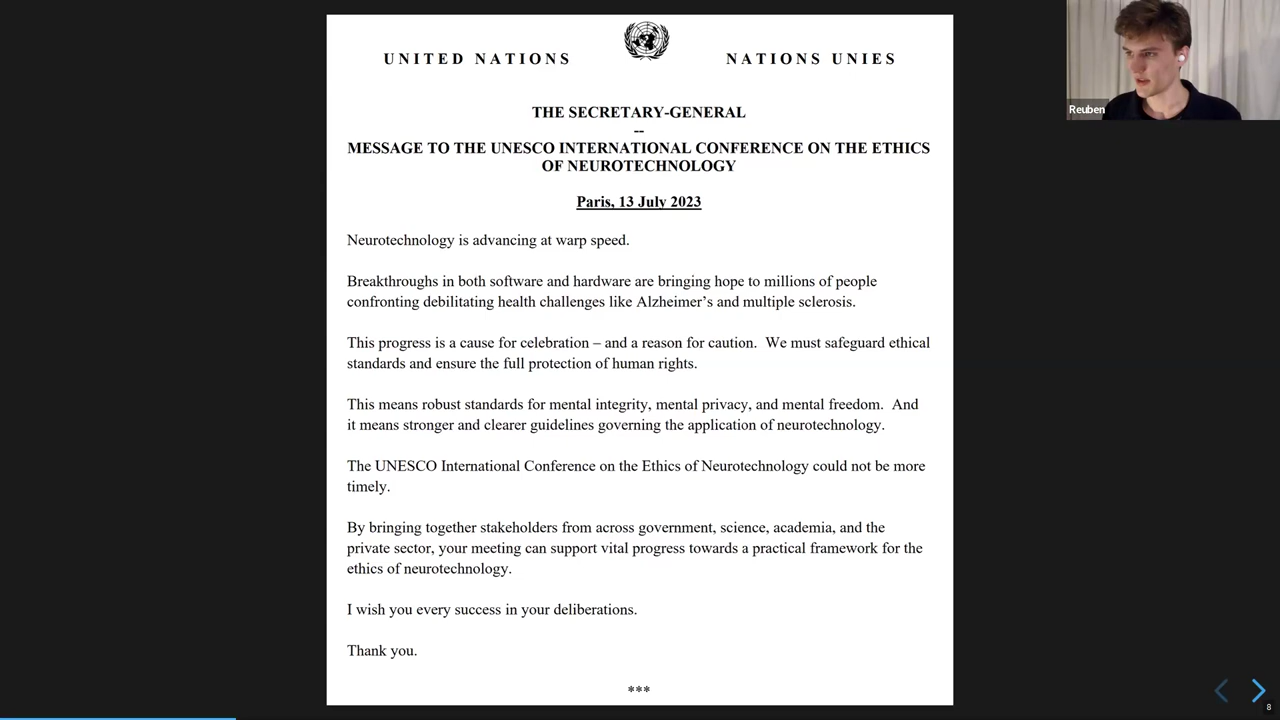 UNITED NATIONS
NATIONS UNIES
THE SECRETARY-GENERAL
--
MESSAGE TO THE UNESCO INTERNATIONAL CONFERENCE ON THE ETHICS
OF NEUROTECHNOLOGY
Paris, 13 July 2023
Neurotechnology is advancing at warp speed.
Breakthroughs in both software and hardware are bringing hope to millions of people
confronting debilitating health challenges like Alzheimer’s and multiple sclerosis.
This progress is a cause for celebration – and a reason for caution.  We must safeguard ethical
standards and ensure the full protection of human rights.
This means robust standards for mental integrity, mental privacy, and mental freedom.  And
it means stronger and clearer guidelines governing the application of neurotechnology.
The UNESCO International Conference on the Ethics of Neurotechnology could not be more
timely.
By bringing together stakeholders from across government, science, academia, and the
private sector, your meeting can support vital progress towards a practical framework for the
ethics of neurotechnology.
I wish you every success in your deliberations.
Thank you.
***
Reuben
8